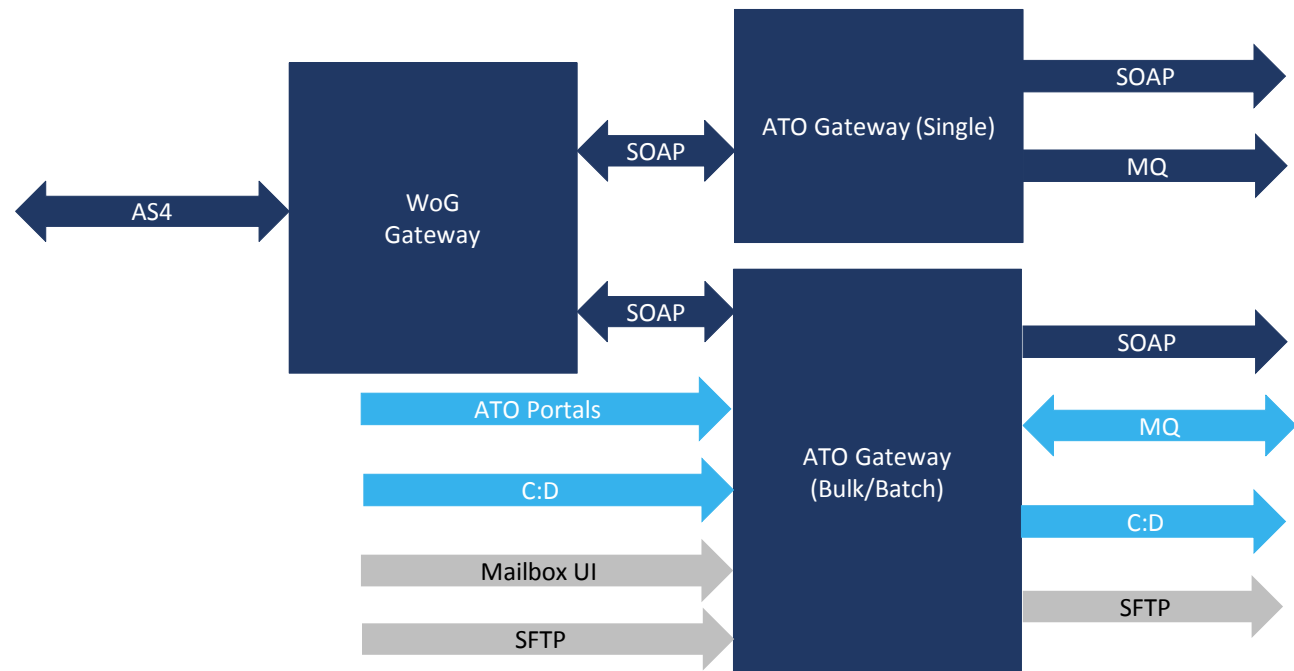 AS4
WoG
Gateway
SOAP
SOAP
ATO Gateway (Single)
SOAP
MQ
ATO Portals
C:D
Mailbox UI
SFTP
ATO Gateway
(Bulk/Batch)
SOAP
MQ
C:D
SFTP